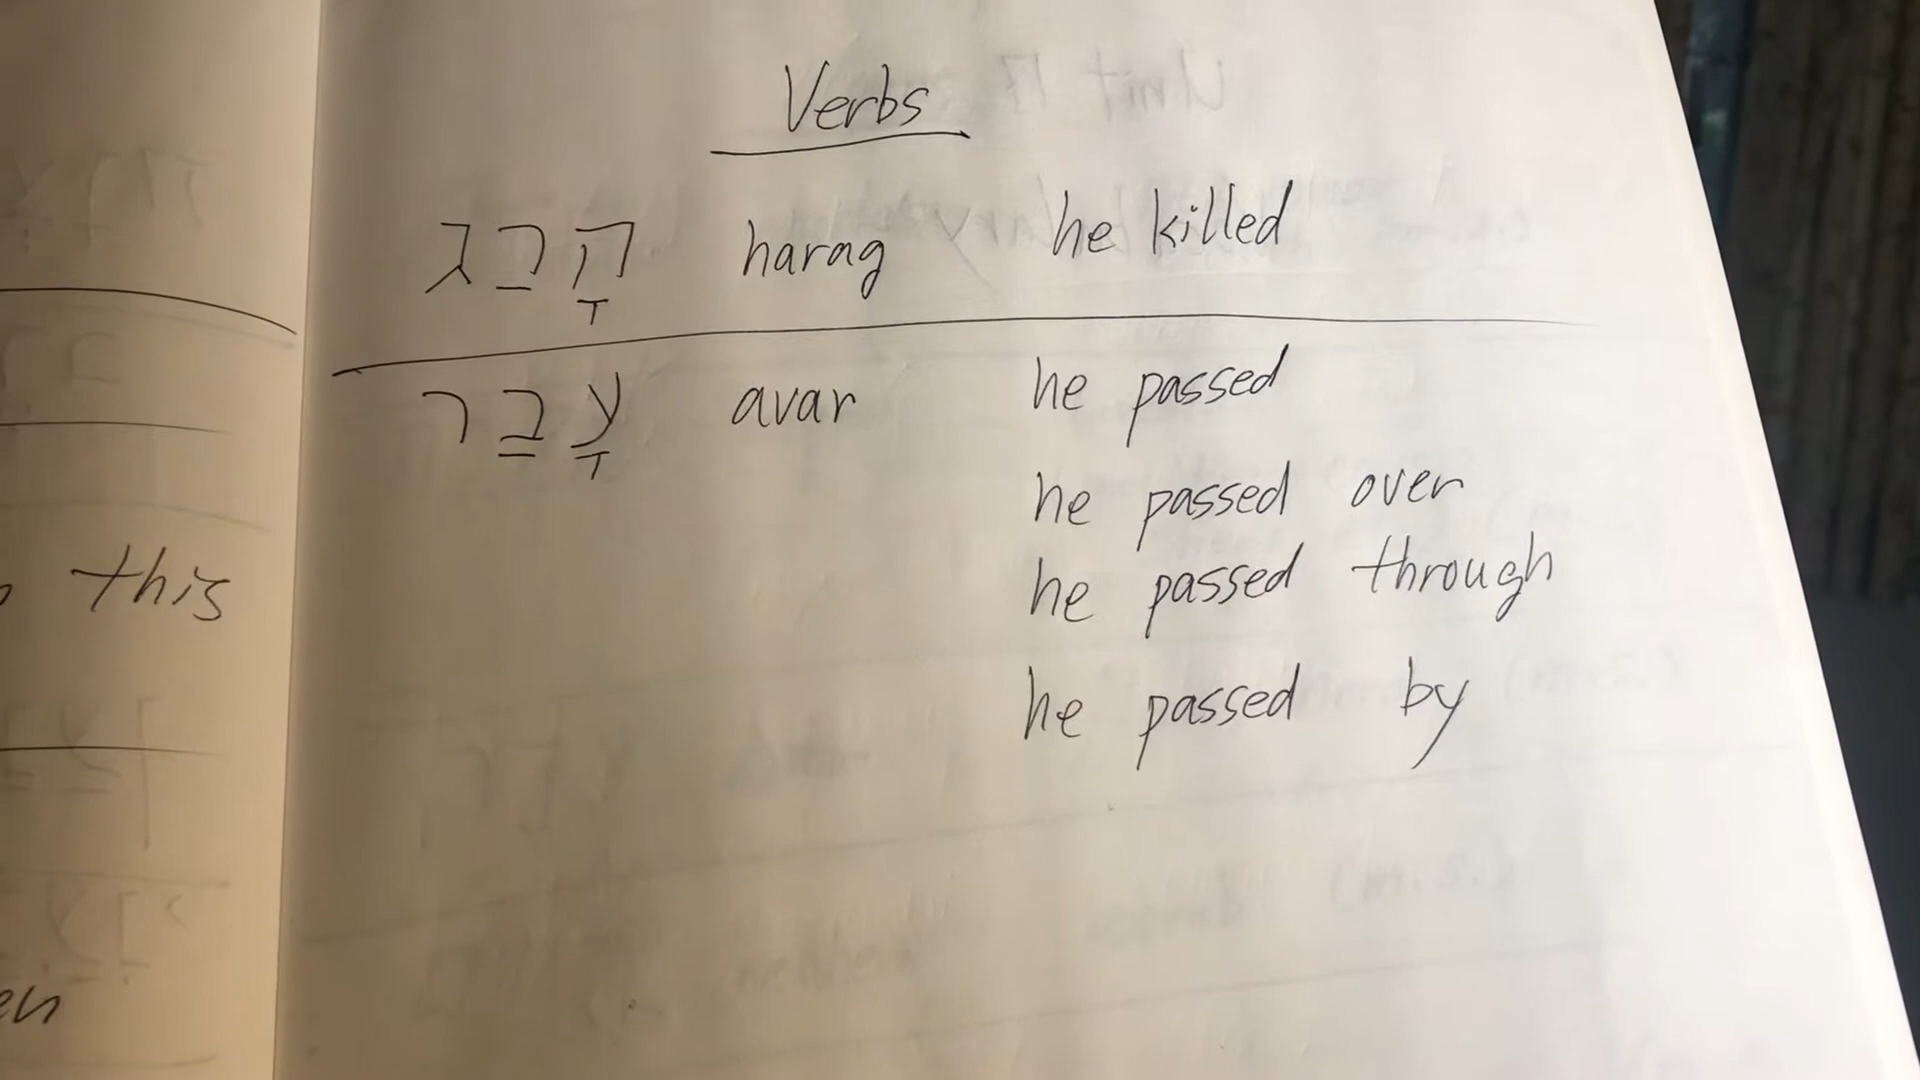 Verbs
הָרַג harag he killed
עָבַר avar he passed
he passed over
he passed through
he passed by
this